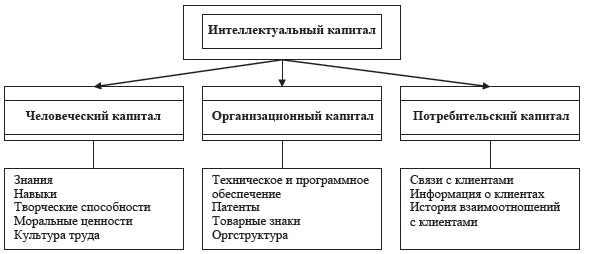 Интеллектуальный капитал
Человеческий капитал
Организационный капитал
Потребительский капитал
Знания
Навыки
Творческие способности
Моральные ценности
Культура труда
Техническое и программное
обеспечение
Патенты
Товарные знаки
Оргструктура
Связи с клиентами
Информация о клиентах
История взаимоотношений
с клиентами